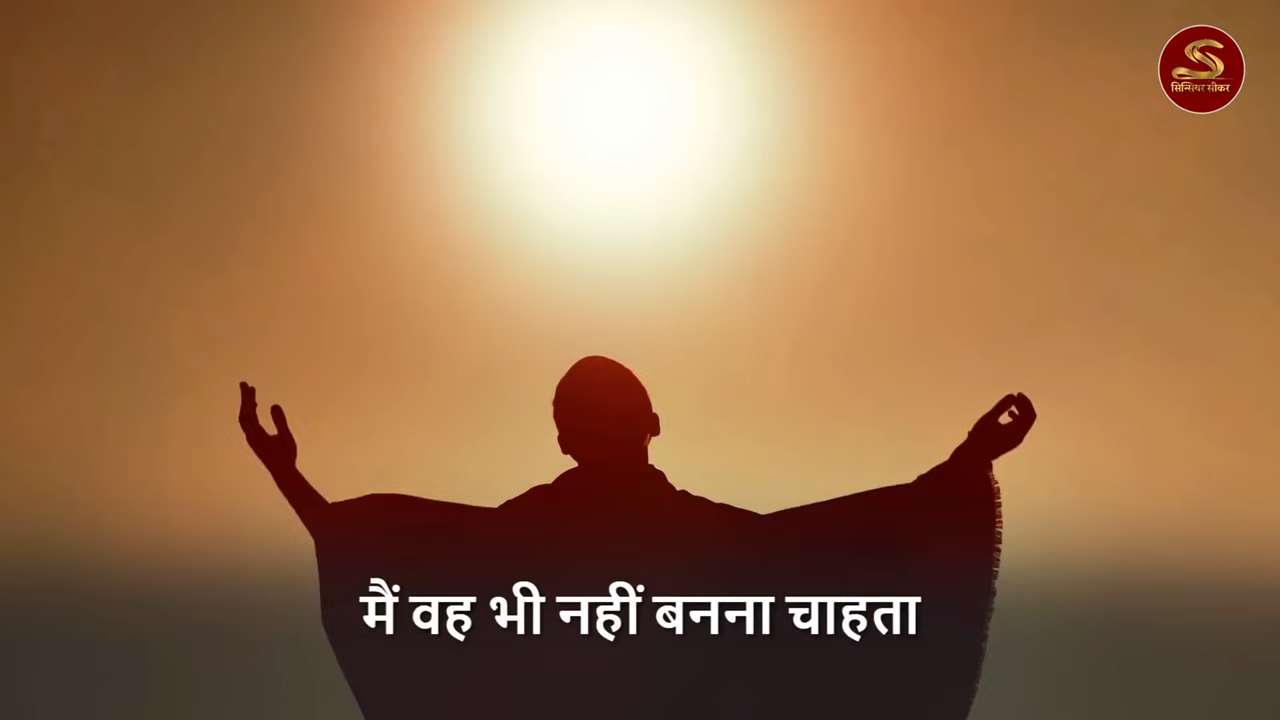 सिन्सियर सीकर
मैं वह भी नहीं बनना चाहता